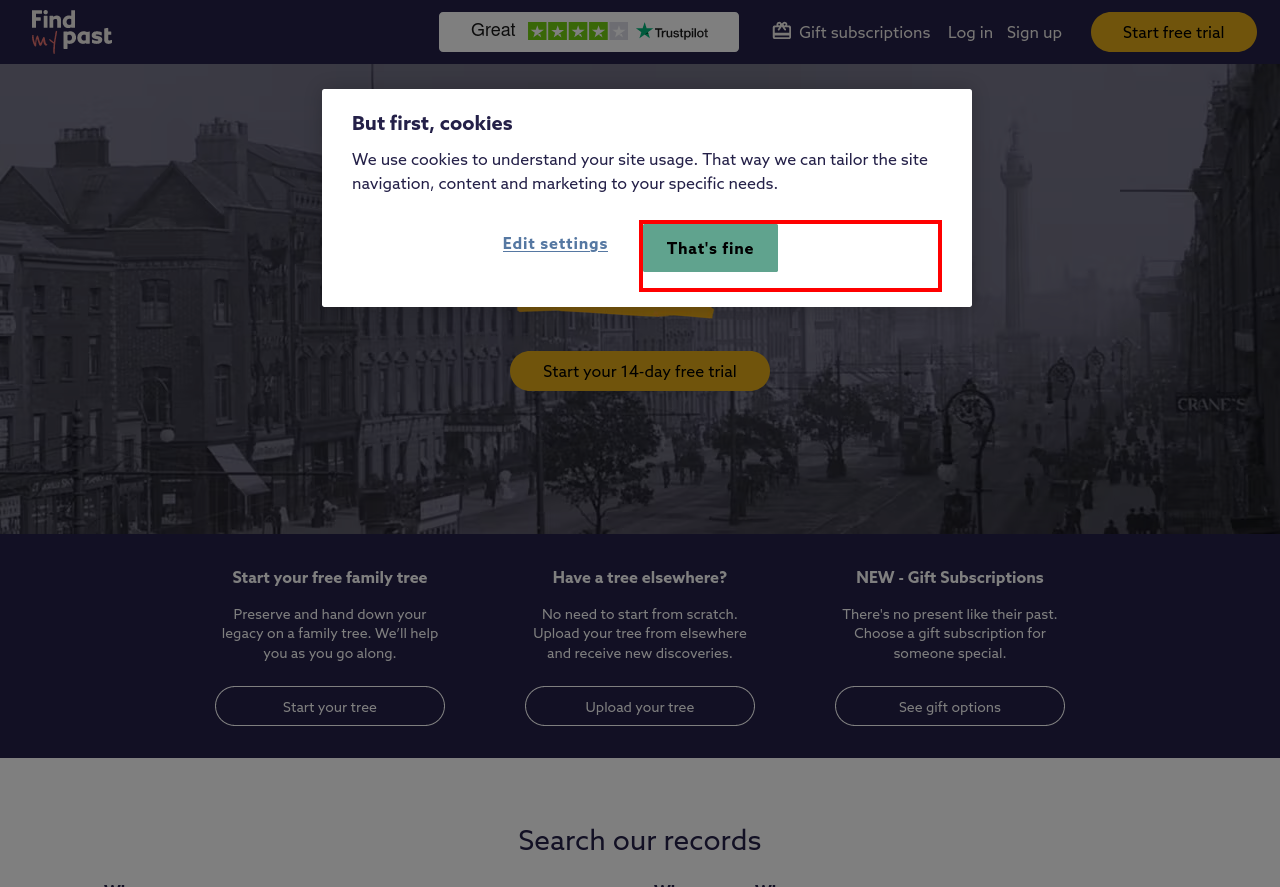 Find my past
Great
Trustpilot
Gift subscriptions
Log in
Sign up
Start free trial
But first, cookies
We use cookies to understand your site usage. That way we can tailor the site
navigation, content and marketing to your specific needs.
Edit settings
That's fine
Start your 14-day free trial
CRANE'S
Start your free family tree
Preserve and hand down your
legacy on a family tree. We’ll help
you as you go along.
Start your tree
Have a tree elsewhere?
No need to start from scratch.
Upload your tree from elsewhere
and receive new discoveries.
Upload your tree
NEW - Gift Subscriptions
There's no present like their past.
Choose a gift subscription for
someone special.
See gift options
Search our records